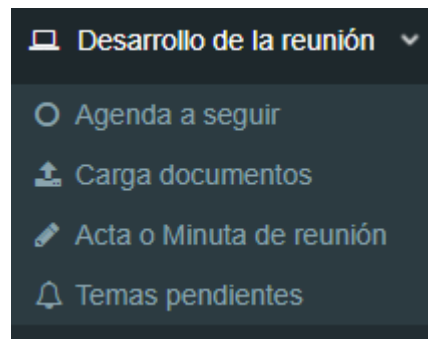 Desarrollo de la reunión
Agenda a seguir
Carga documentos
Acta o Minuta de reunión
Temas pendientes